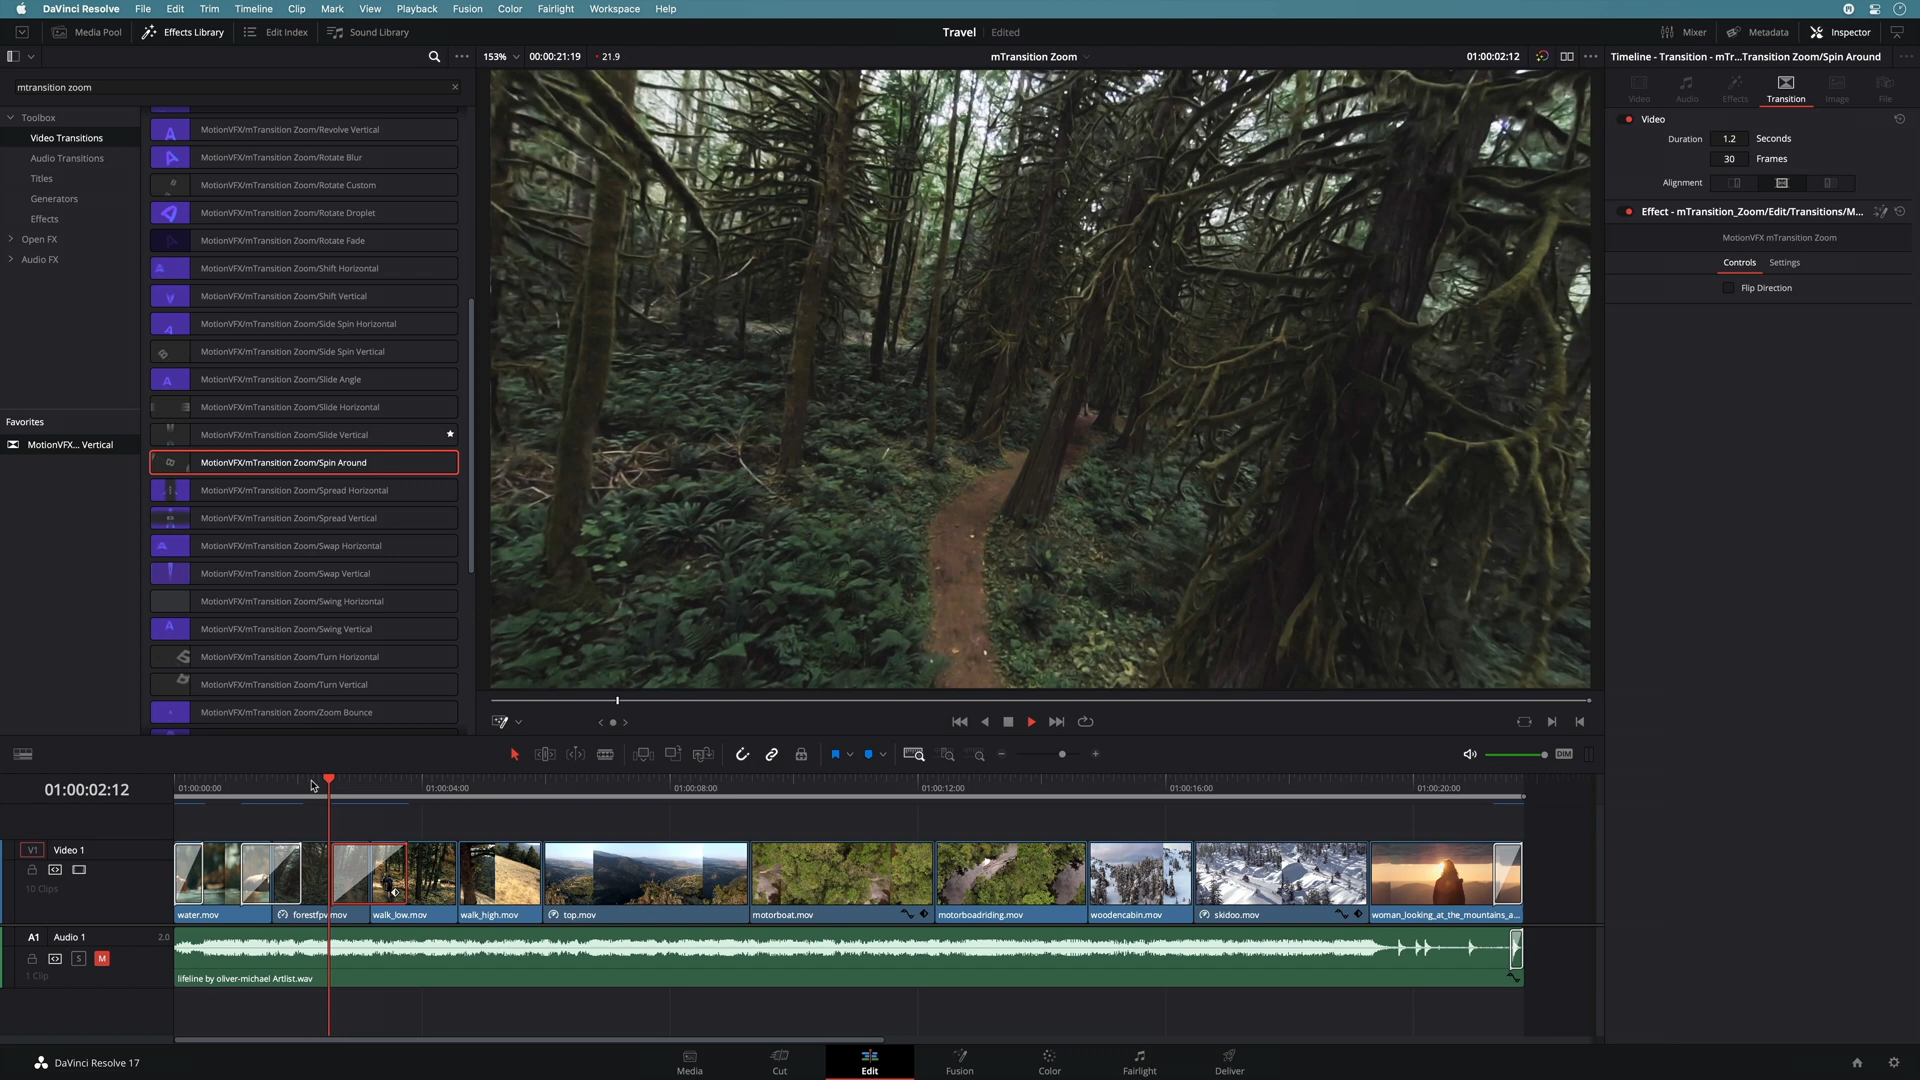 DaVinci Resolve File Edit Trim Timeline Clip Mark View Playback Fusion Color Fairlight Workspace Help
Media Pool Effects Library Edit Index Sound Library Travel Edited Mixer Metadata Inspector
153% 00:00:21:19 21.9 mTransition Zoom 01:00:02:12 Timeline - Transition - mTr...Transition Zoom/Spin Around
mtransition zoom
Video Audio Effects Transition Image File
Toolbox
Video Transitions
Audio Transitions
Titles
Generators
Effects
Open FX
Audio FX
Favorites
MotionVFX... Vertical
MotionVFX/mTransition Zoom/Revolve Vertical
MotionVFX/mTransition Zoom/Rotate Blur
MotionVFX/mTransition Zoom/Rotate Custom
MotionVFX/mTransition Zoom/Rotate Droplet
MotionVFX/mTransition Zoom/Rotate Fade
MotionVFX/mTransition Zoom/Shift Horizontal
MotionVFX/mTransition Zoom/Shift Vertical
MotionVFX/mTransition Zoom/Side Spin Horizontal
MotionVFX/mTransition Zoom/Side Spin Vertical
MotionVFX/mTransition Zoom/Slide Angle
MotionVFX/mTransition Zoom/Slide Horizontal
MotionVFX/mTransition Zoom/Slide Vertical
MotionVFX/mTransition Zoom/Spin Around
MotionVFX/mTransition Zoom/Spread Horizontal
MotionVFX/mTransition Zoom/Spread Vertical
MotionVFX/mTransition Zoom/Swap Horizontal
MotionVFX/mTransition Zoom/Swap Vertical
MotionVFX/mTransition Zoom/Swing Horizontal
MotionVFX/mTransition Zoom/Swing Vertical
MotionVFX/mTransition Zoom/Turn Horizontal
MotionVFX/mTransition Zoom/Turn Vertical
MotionVFX/mTransition Zoom/Zoom Bounce
Video
Duration 1.2 Seconds
30 Frames
Alignment
Effect - mTransition_Zoom/Edit/Transitions/M...
MotionVFX mTransition Zoom
Controls Settings
Flip Direction
DIM
01:00:02:12 01:00:00:00 01:00:04:00 01:00:08:00 01:00:12:00 01:00:16:00 01:00:20:00
V1 Video 1
10 Clips
water.mov forestfpv.mov walk_low.mov walk_high.mov top.mov motorboat.mov motorboadriding.mov woodencabin.mov skidoo.mov woman_looking_at_the_mountains_a...
A1 Audio 1 2.0
S M
1 Clip
lifeline by oliver-michael Artlist.wav
DaVinci Resolve 17 Media Cut Edit Fusion Color Fairlight Deliver